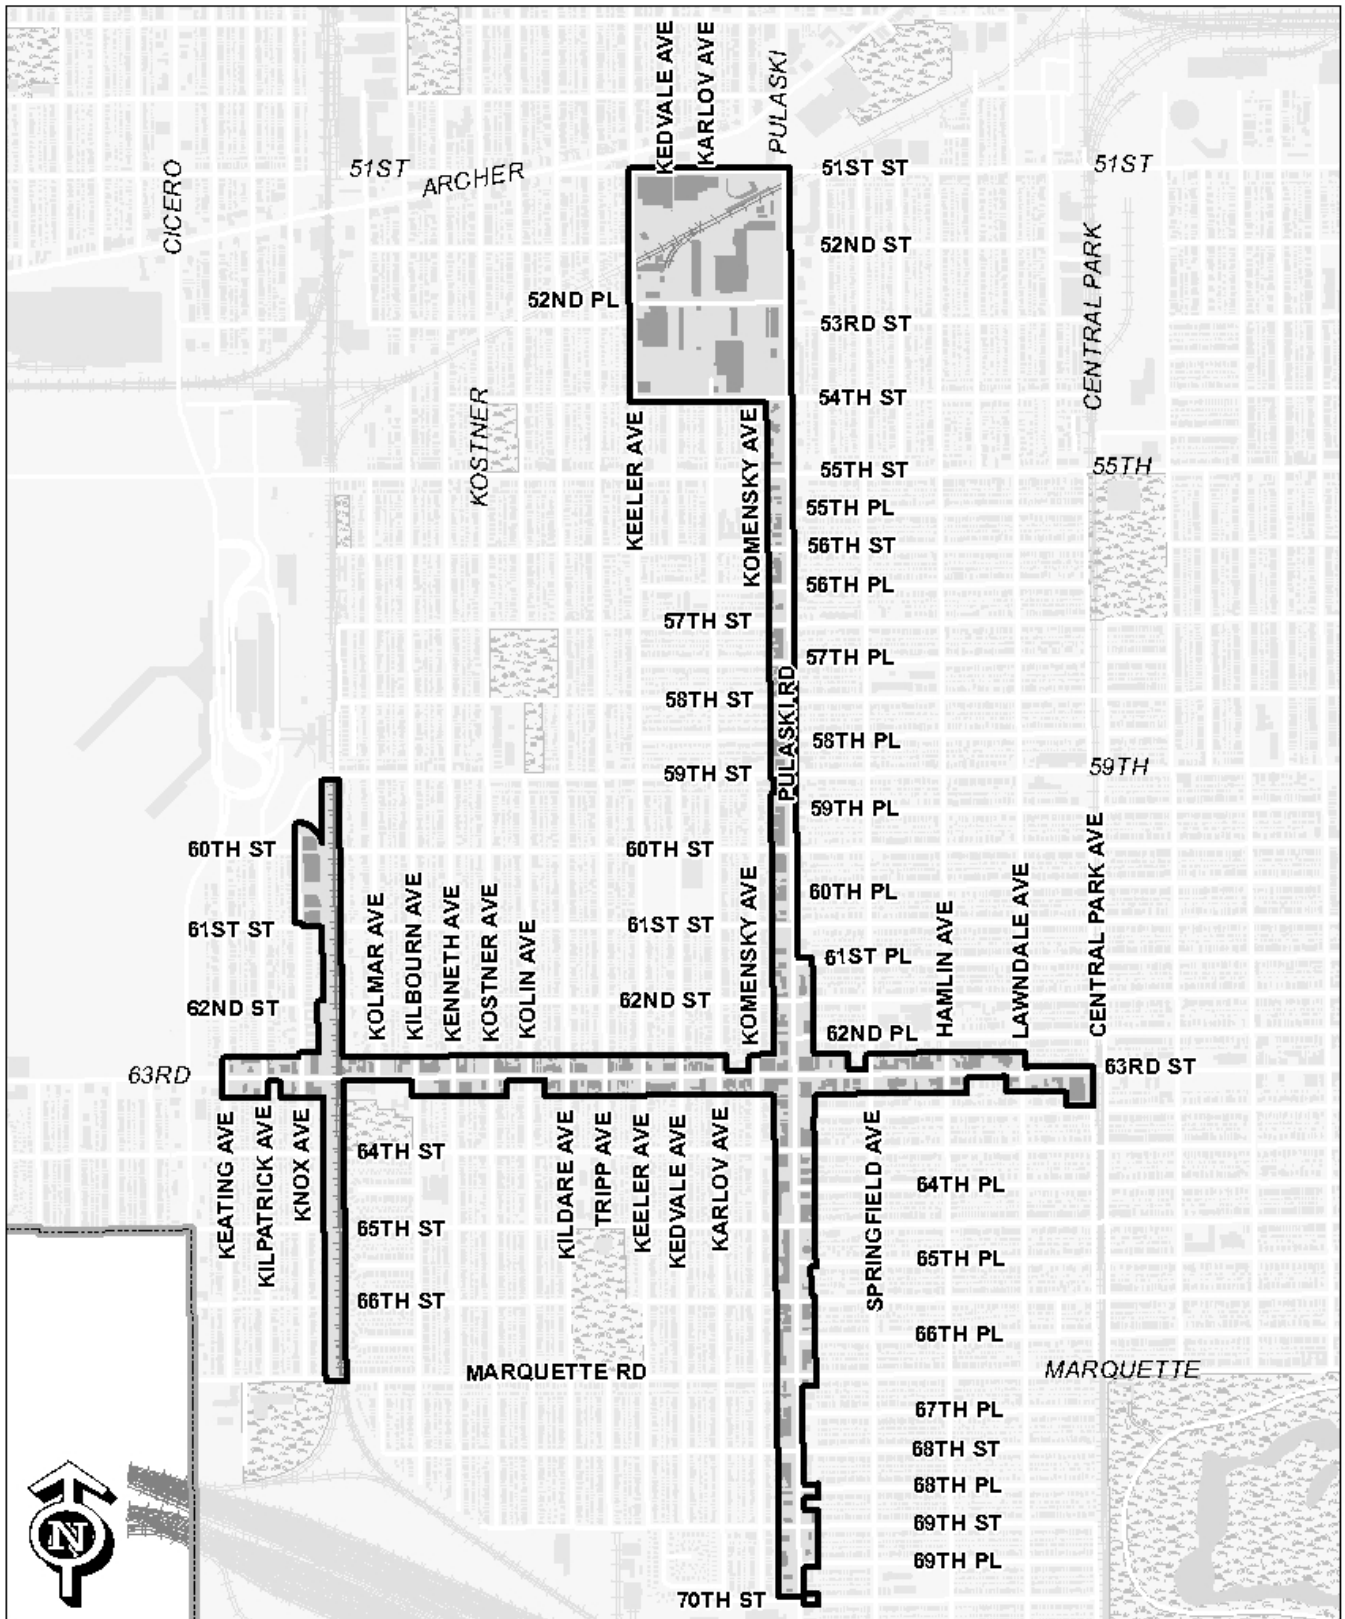 KEDVALE AVE
KARLOV AVE
PULASKI
CICERO
51ST
ARCHER
51ST ST
51ST
52ND ST
CENTRAL PARK
52ND PL
53RD ST
KOSTNER
54TH ST
KEELER AVE
KOMENSKY AVE
55TH ST
55TH
55TH PL
56TH ST
56TH PL
57TH ST
57TH PL
58TH ST
PULASKI RD
58TH PL
59TH ST
59TH
59TH PL
60TH ST
60TH ST
60TH PL
61ST ST
KOLMAR AVE
KILBOURN AVE
KENNETH AVE
KOSTNER AVE
KOLIN AVE
61ST ST
KOMENSKY AVE
61ST PL
HAMLIN AVE
LAWNDALE AVE
CENTRAL PARK AVE
62ND ST
62ND ST
62ND PL
63RD
63RD ST
KEATING AVE
KILPATRICK AVE
KNOX AVE
64TH ST
KILDARE AVE
TRIPP AVE
KEELER AVE
KEDVALE AVE
KARLOV AVE
SPRINGFIELD AVE
64TH PL
65TH ST
65TH PL
66TH ST
66TH PL
MARQUETTE RD
MARQUETTE
67TH PL
68TH ST
68TH PL
N
69TH ST
69TH PL
70TH ST